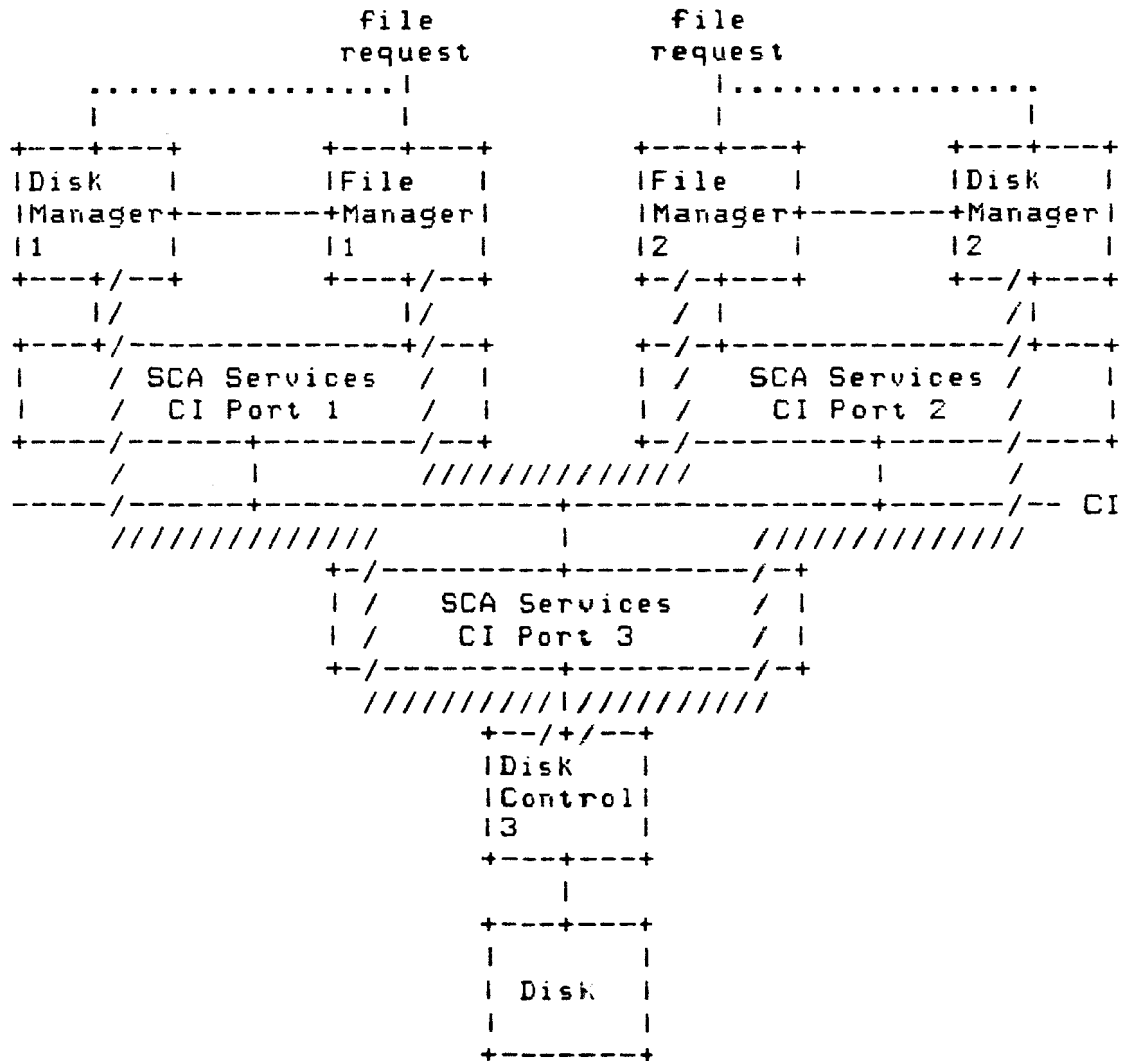 file file
request request
Disk File File Disk
Manager Manager Manager Manager
1 1 2 2
SCA Services SCA Services
CI Port 1 CI Port 2
CI
SCA Services
CI Port 3
Disk
Control
3
Disk